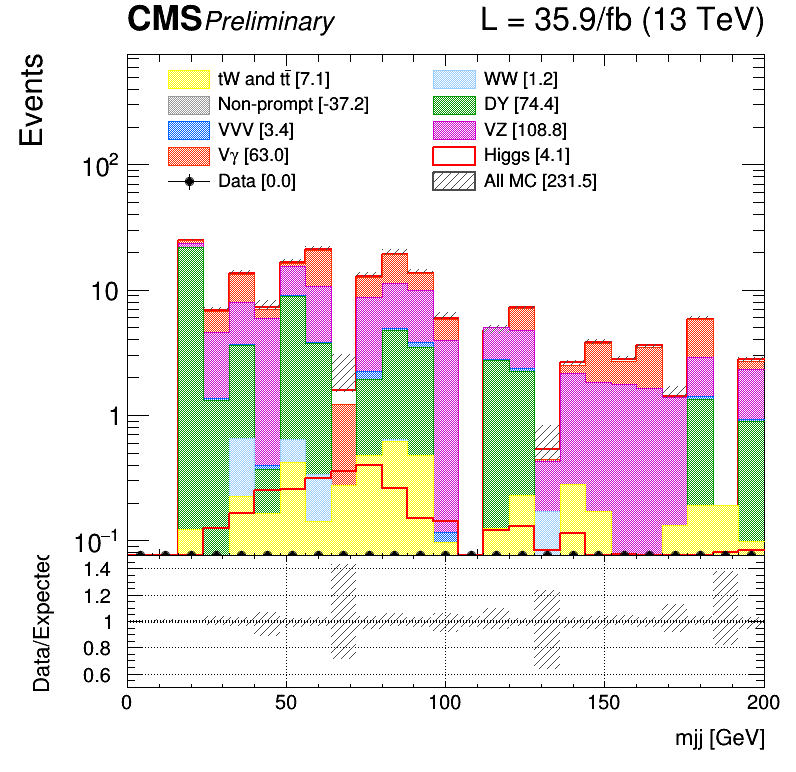 CMS Preliminary L = 35.9/fb (13 TeV)
Events
tW and tt̄ [7.1] WW [1.2]
Non-prompt [-37.2] DY [74.4]
VVV [3.4] VZ [108.8]
Vγ [63.0] Higgs [4.1]
Data [0.0] All MC [231.5]
10²
10
1
10⁻¹
Data/Expected
1.4
1.2
1
0.8
0.6
0 50 100 150 200
mjj [GeV]